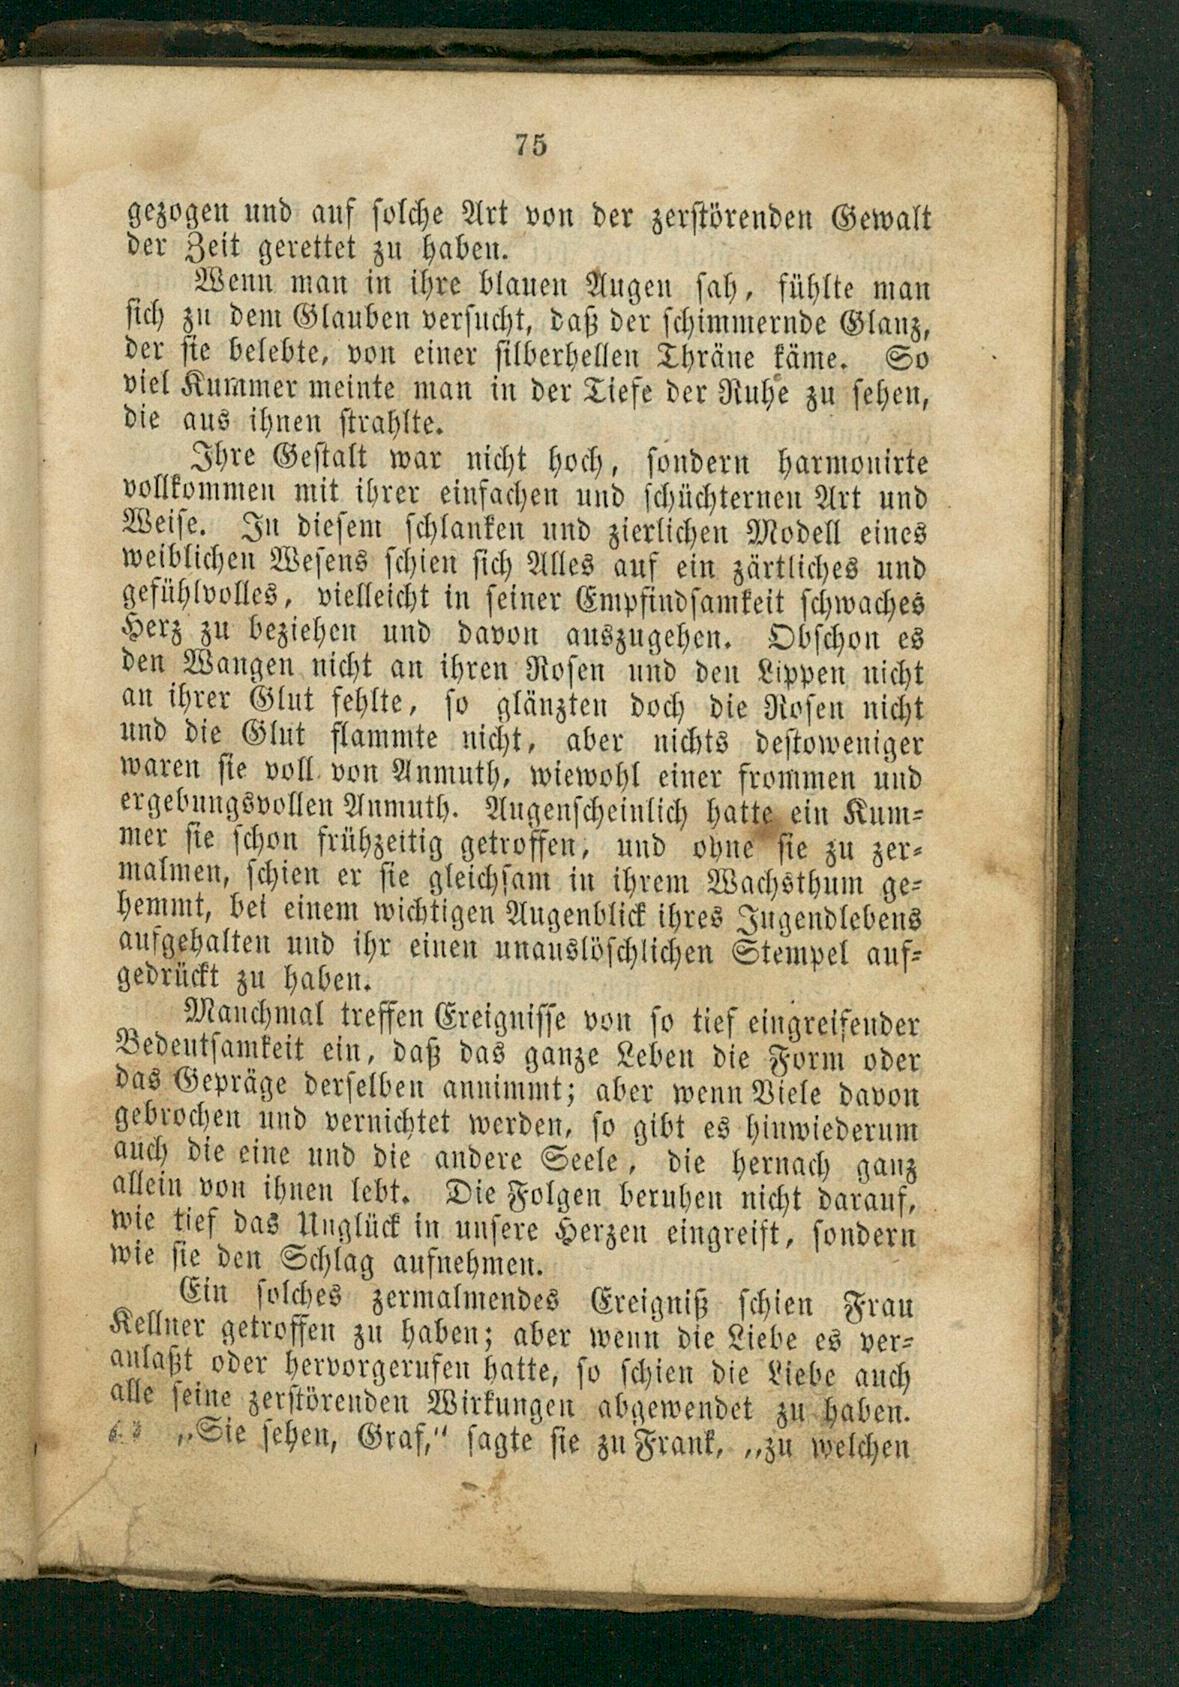 75
gezogen und auf solche Art von der zerstörenden Gewalt
der Zeit gerettet zu haben.
Wenn man in ihre blauen Augen sah, fühlte man
sich zu dem Glauben versucht, daß der schimmernde Glanz,
der sie belebte, von einer silberhellen Thräne käme. So
viel Kummer meinte man in der Tiefe der Ruhe zu sehen,
die aus ihnen strahlte.
Ihre Gestalt war nicht hoch, sondern harmonirte
vollkommen mit ihrer einfachen und schüchternen Art und
Weise. In diesem schlanken und zierlichen Modell eines
weiblichen Wesens schien sich Alles auf ein zärtliches und
gefühlvolles, vielleicht in seiner Empfindsamkeit schwaches
Herz zu beziehen und davon auszugehen. Obschon es
den Wangen nicht an ihren Rosen und den Lippen nicht
an ihrer Glut fehlte, so glänzten doch die Rosen nicht
und die Glut flammte nicht, aber nichts destoweniger
waren sie voll von Anmuth, wiewohl einer frommen und
ergebungsvollen Anmuth. Augenscheinlich hatte ein Kum-
mer sie schon frühzeitig getroffen, und ohne sie zu zer-
malmen, schien er sie gleichsam in ihrem Wachsthum ge-
hemmt, bei einem wichtigen Augenblick ihres Jugendlebens
aufgehalten und ihr einen unauslöschlichen Stempel auf-
gedrückt zu haben.
Manchmal treffen Ereignisse von so tief eingreifender
Bedeutsamkeit ein, daß das ganze Leben die Form oder
das Gepräge derselben annimmt; aber wenn Viele davon
gebrochen und vernichtet werden, so gibt es hinwiederum
auch die eine und die andere Seele, die hernach ganz
allein von ihnen lebt. Die Folgen beruhen nicht darauf,
wie tief das Unglück in unsere Herzen eingreift, sondern
wie sie den Schlag aufnehmen.
Ein solches zermalmendes Ereigniß schien Frau
Kellner getroffen zu haben; aber wenn die Liebe es ver-
anlaßt oder hervorgerufen hatte, so schien die Liebe auch
alle seine zerstörenden Wirkungen abgewendet zu haben.
„Sie sehen, Graf,“ sagte sie zu Frank, „zu welchen